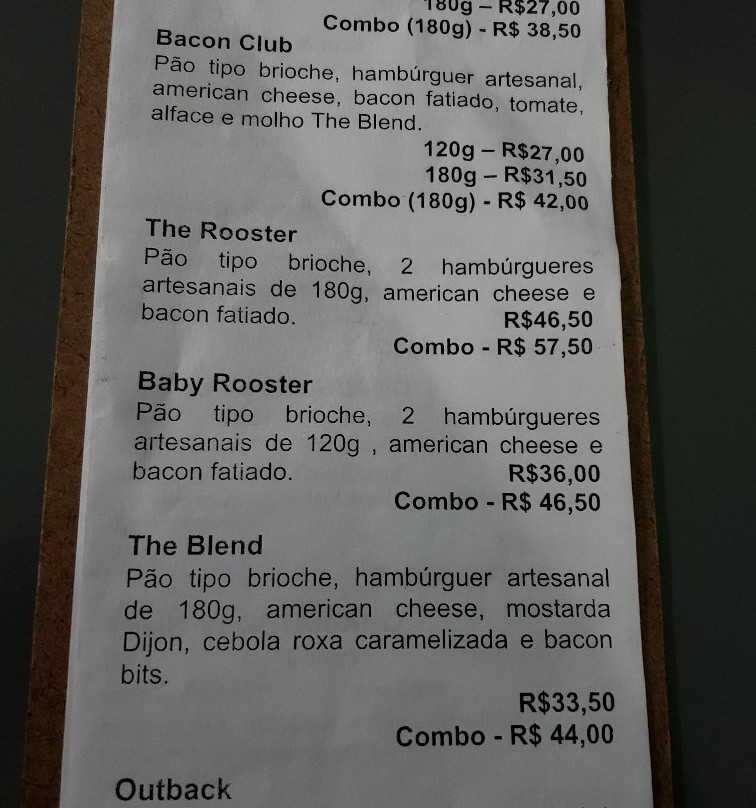 180g – R$27,00
Combo (180g) - R$ 38,50
Bacon Club
Pão tipo brioche, hambúrguer artesanal,
american cheese, bacon fatiado, tomate,
alface e molho The Blend.
120g – R$27,00
180g – R$31,50
Combo (180g) - R$ 42,00
The Rooster
Pão tipo brioche, 2 hambúrgueres
artesanais de 180g, american cheese e
bacon fatiado.
R$46,50
Combo - R$ 57,50
Baby Rooster
Pão tipo brioche, 2 hambúrgueres
artesanais de 120g , american cheese e
bacon fatiado.
R$36,00
Combo - R$ 46,50
The Blend
Pão tipo brioche, hambúrguer artesanal
de 180g, american cheese, mostarda
Dijon, cebola roxa caramelizada e bacon
bits.
R$33,50
Combo - R$ 44,00
Outback